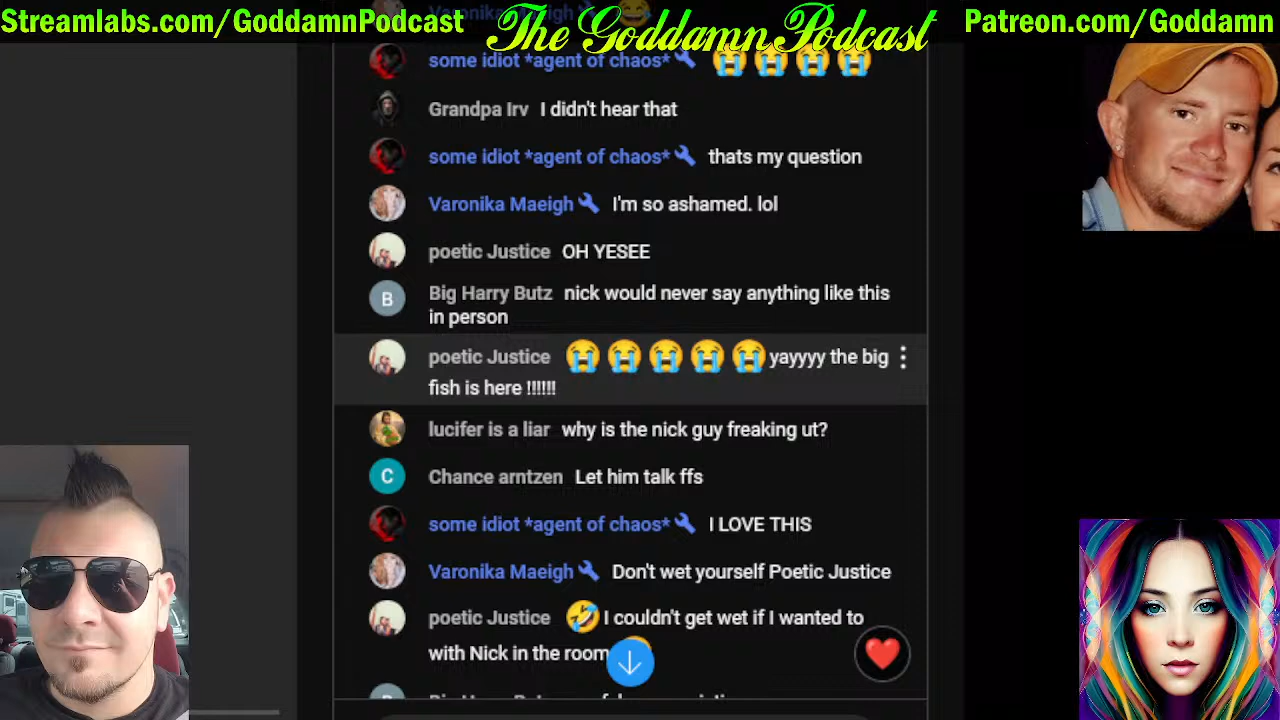 Streamlabs.com/GoddamnPodcast
The Goddamn Podcast
Patreon.com/Goddamn
Varonika Maeigh 😂
some idiot *agent of chaos* 😭😭😭😭
Grandpa Irv I didn't hear that
some idiot *agent of chaos* thats my question
Varonika Maeigh I'm so ashamed. lol
poetic Justice OH YESEE
Big Harry Butz nick would never say anything like this
in person
poetic Justice 😭😭😭😭😭 yayyyy the big
fish is here !!!!!!
lucifer is a liar why is the nick guy freaking ut?
Chance arntzen Let him talk ffs
some idiot *agent of chaos* I LOVE THIS
Varonika Maeigh Don't wet yourself Poetic Justice
poetic Justice 🤣 I couldn't get wet if I wanted to
with Nick in the room
B
C